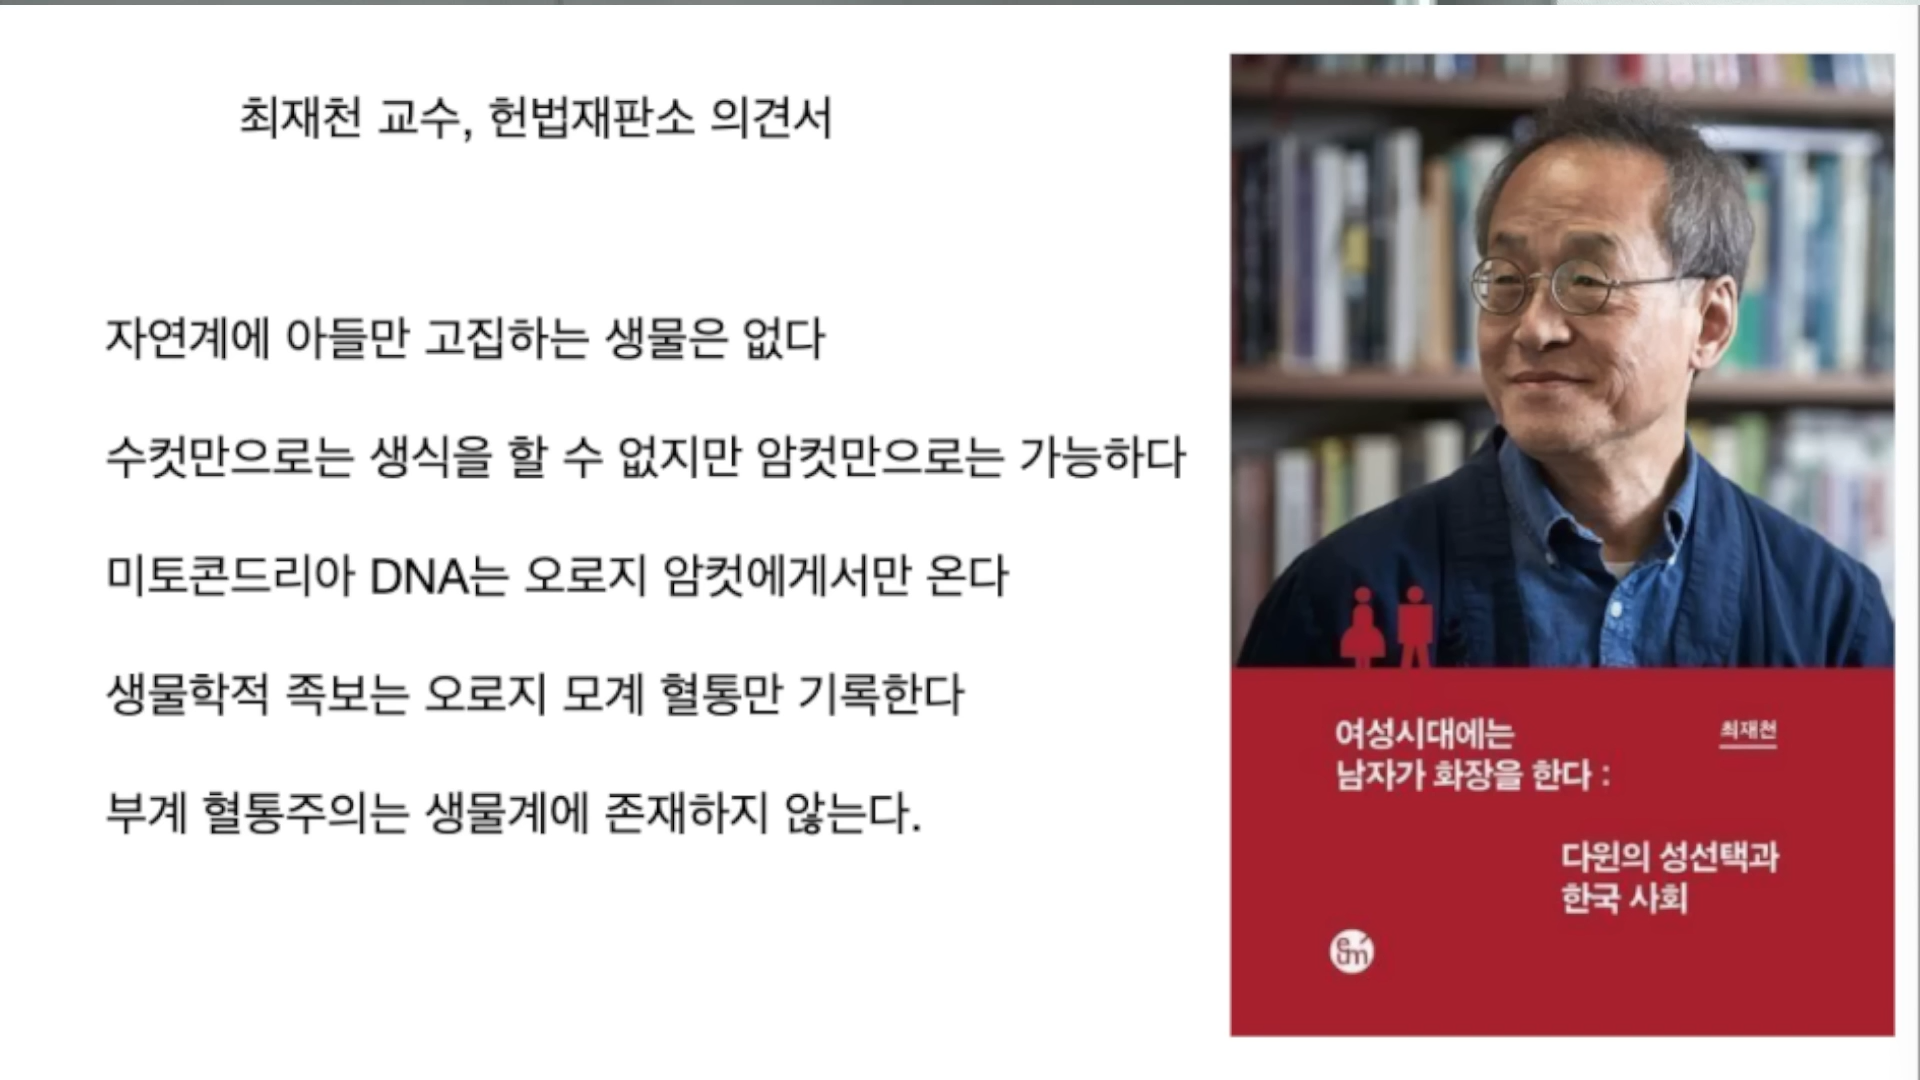 최재천 교수, 헌법재판소 의견서
자연계에 아들만 고집하는 생물은 없다
수컷만으로는 생식을 할 수 없지만 암컷만으로는 가능하다
미토콘드리아 DNA는 오로지 암컷에게서만 온다
생물학적 족보는 오로지 모계 혈통만 기록한다
부계 혈통주의는 생물계에 존재하지 않는다.
여성시대에는
남자가 화장을 한다 :
최재천
다윈의 성선택과
한국 사회
em